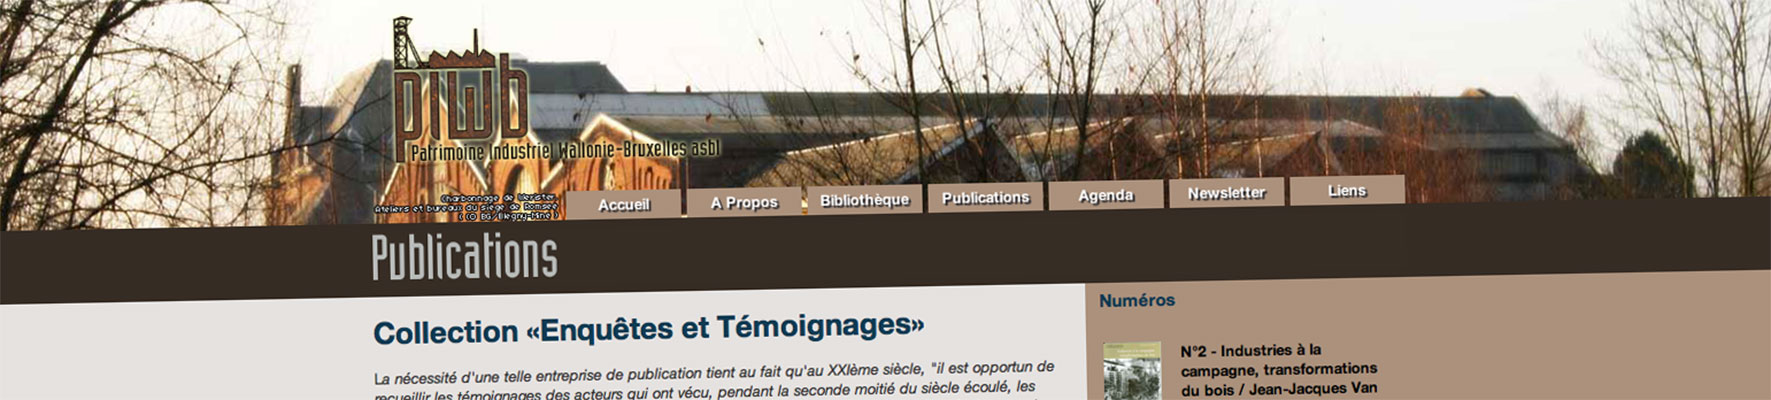 piwb
Patrimoine Industriel Wallonie-Bruxelles asbl
Charbonnage de Wérister,
Ateliers et bureaux du siège de Romsée
(© BG/Blegny-Mine)
Accueil
A Propos
Bibliothèque
Publications
Agenda
Newsletter
Liens
Publications
Collection «Enquêtes et Témoignages»
La nécessité d'une telle entreprise de publication tient au fait qu'au XXIème siècle, "il est opportun de
recueillir les témoignages des acteurs qui ont vécu, pendant la seconde moitié du siècle écoulé, les
Numéros
N°2 - Industries à la
campagne, transformations
du bois / Jean-Jacques Van